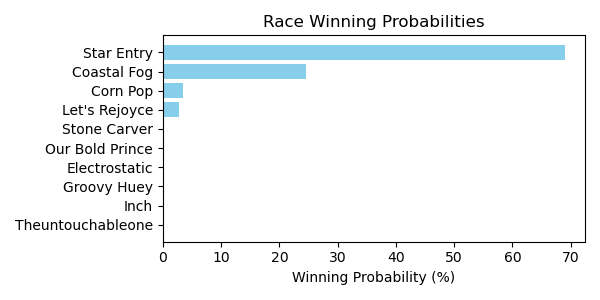 Race Winning Probabilities
Star Entry
Coastal Fog
Corn Pop
Let's Rejoyce
Stone Carver
Our Bold Prince
Electrostatic
Groovy Huey
Inch
Theuntouchableone
0 10 20 30 40 50 60 70
Winning Probability (%)